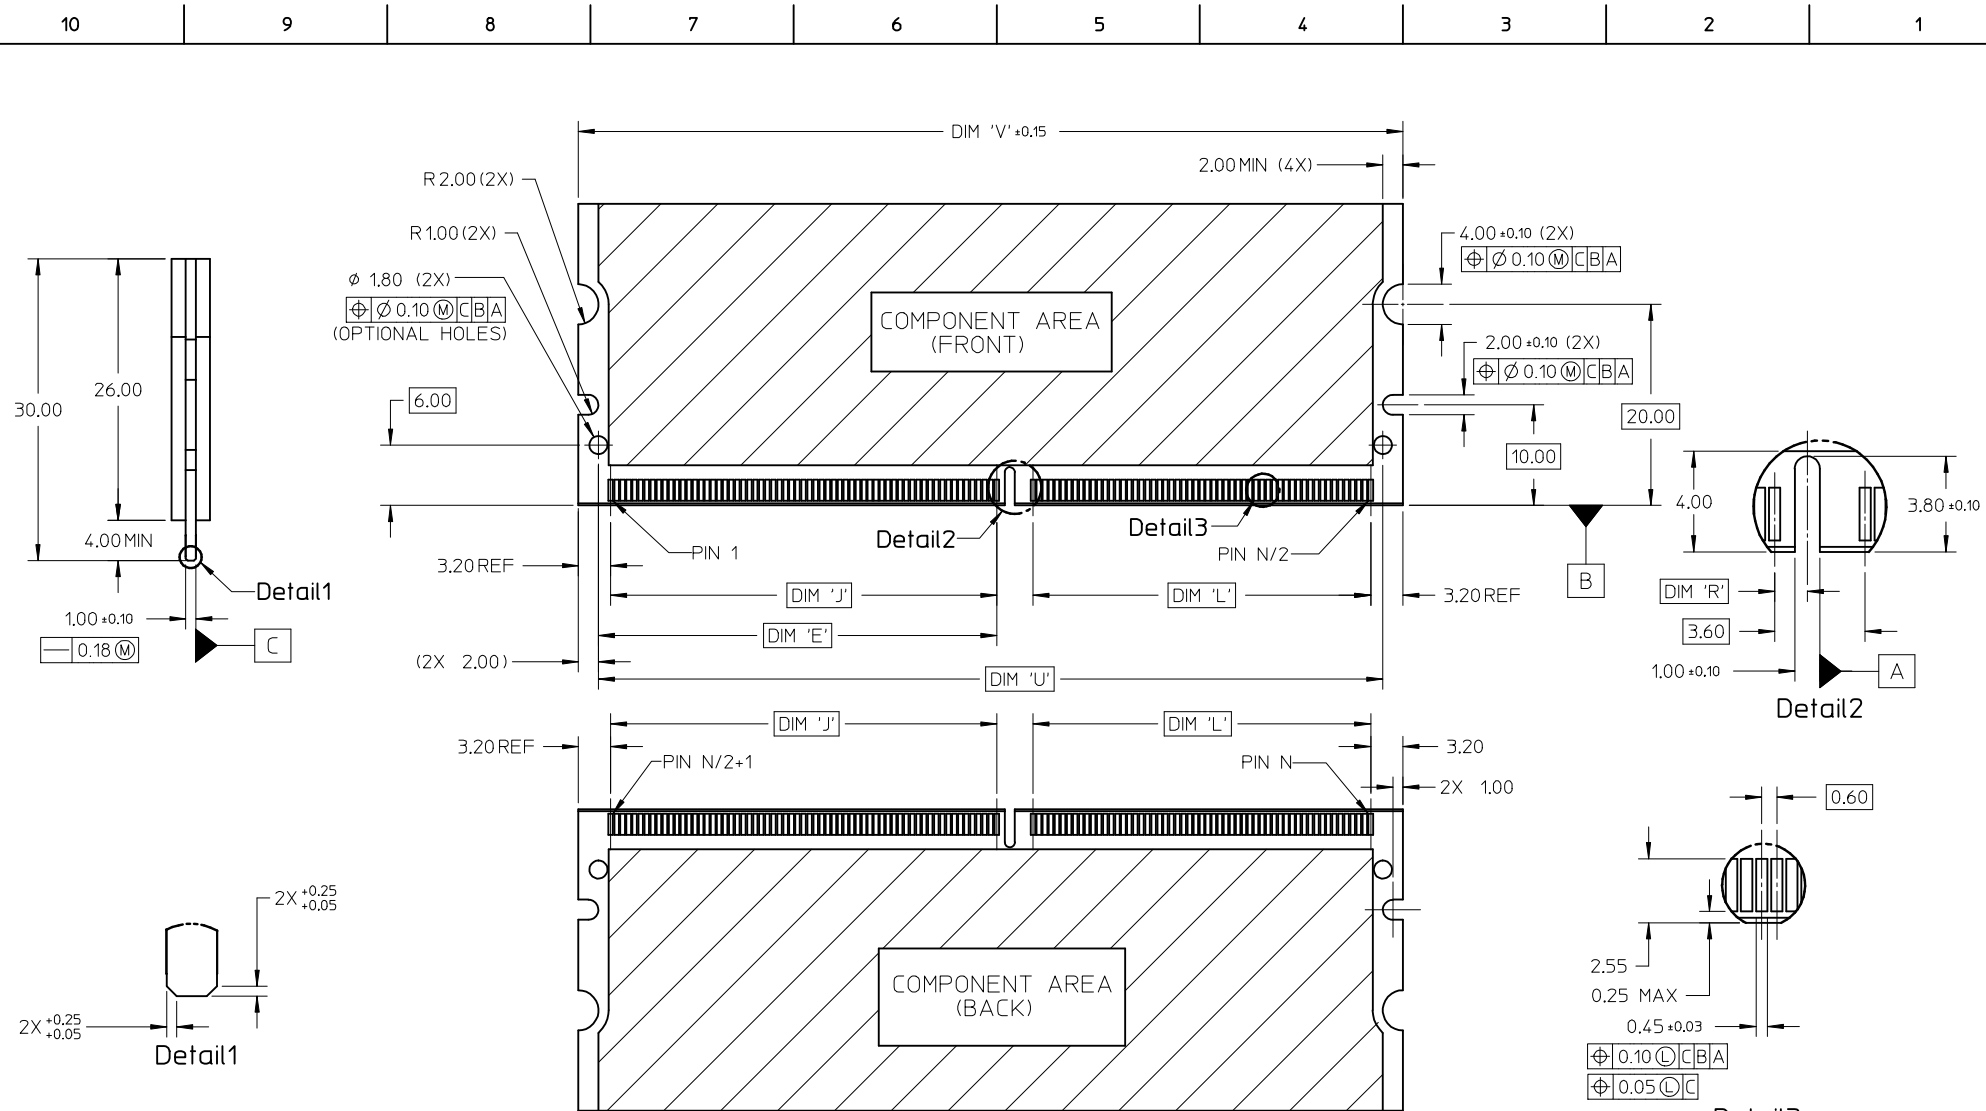 10 9 8 7 6 5 4 3 2 1
DIM 'V'±0.15
2.00 MIN (4X)
R2.00(2X)
R1.00(2X)
4.00 ±0.10 (2X)
⌖ Ø 0.10 Ⓜ C B A
ø 1.80 (2X)
⌖ Ø 0.10 Ⓜ C B A
(OPTIONAL HOLES)
COMPONENT AREA
(FRONT)
2.00 ±0.10 (2X)
⌖ Ø 0.10 Ⓜ C B A
30.00
26.00
6.00
20.00
10.00
4.00
3.80 ±0.10
4.00 MIN
Detail1
PIN 1
Detail2
Detail3
PIN N/2
3.20 REF
DIM 'J'
DIM 'L'
3.20 REF
B
DIM 'R'
1.00 ±0.10
⏤ 0.18 Ⓜ
C
DIM 'E'
3.60
(2X 2.00)
DIM 'U'
1.00 ±0.10
A
Detail2
DIM 'J'
DIM 'L'
3.20 REF
PIN N/2+1
PIN N
3.20
2X 1.00
0.60
2X +0.25
+0.05
2X +0.25
+0.05
Detail1
COMPONENT AREA
(BACK)
2.55
0.25 MAX
0.45 ±0.03
⌖ 0.10 Ⓛ C B A
⌖ 0.05 Ⓛ C